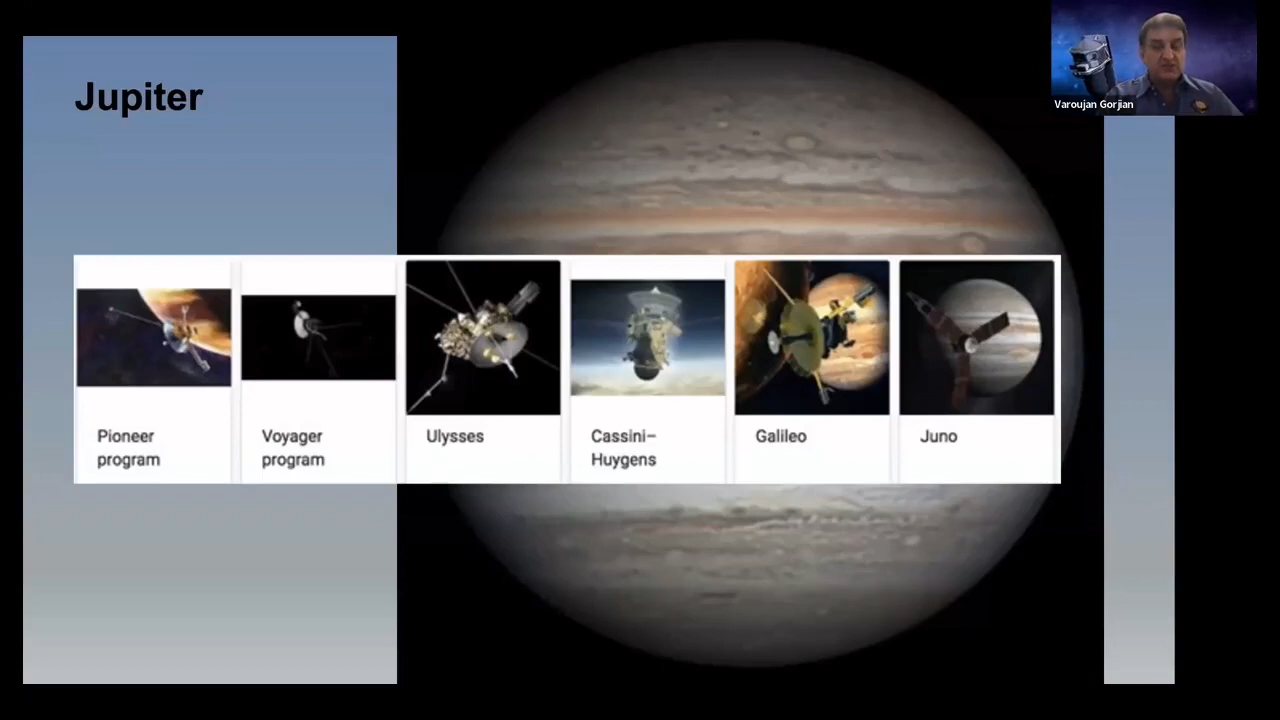 Jupiter
Varoujan Gorjian
Pioneer
program
Voyager
program
Ulysses
Cassini–
Huygens
Galileo
Juno